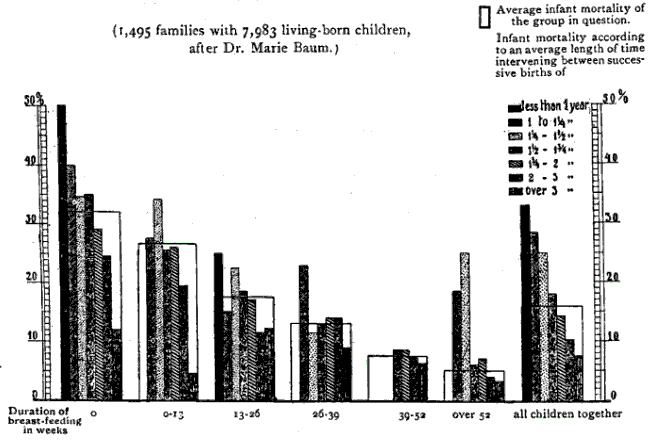 (1,495 families with 7,983 living-born children,
after Dr. Marie Baum.)
Average infant mortality of
the group in question.
Infant mortality according
to an average length of time
intervening between succes-
sive births of
less than 1 year
1 to 1¼ "
1¼ - 1½ "
1½ - 1¾ "
1¾ - 2 "
2 - 3 "
over 3 "
50%
40
30
20
10
0
50%
40
30
20
10
0
Duration of
breast-feeding
in weeks
0
0-13
13-26
26-39
39-52
over 52
all children together